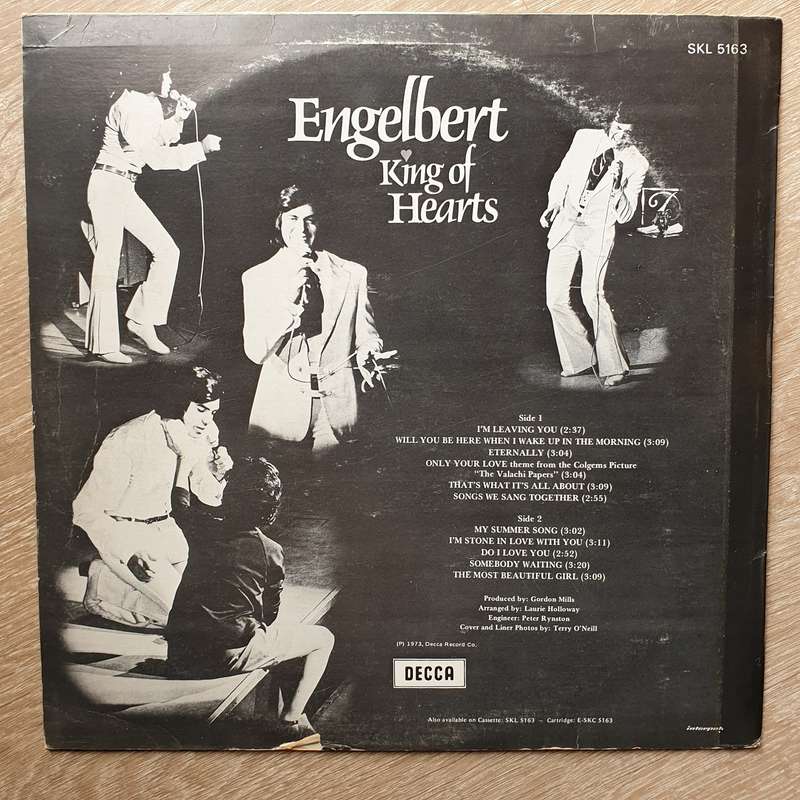 SKL 5163
Engelbert
King of
Hearts
Side 1
I'M LEAVING YOU (2:37)
WILL YOU BE HERE WHEN I WAKE UP IN THE MORNING (3:09)
ETERNALLY (3:04)
ONLY YOUR LOVE theme from the Colgems Picture
"The Valachi Papers" (3:04)
THAT'S WHAT IT'S ALL ABOUT (3:09)
SONGS WE SANG TOGETHER (2:55)
Side 2
MY SUMMER SONG (3:02)
I'M STONE IN LOVE WITH YOU (3:11)
DO I LOVE YOU (2:52)
SOMEBODY WAITING (3:20)
THE MOST BEAUTIFUL GIRL (3:09)
Produced by: Gordon Mills
Arranged by: Laurie Holloway
Engineer: Peter Rynston
Cover and Liner Photos by: Terry O'Neill
(P) 1973, Decca Record Co.
DECCA
Also available on Cassette: SKL 5163 – Cartridge: E-SKC 5163
interpak